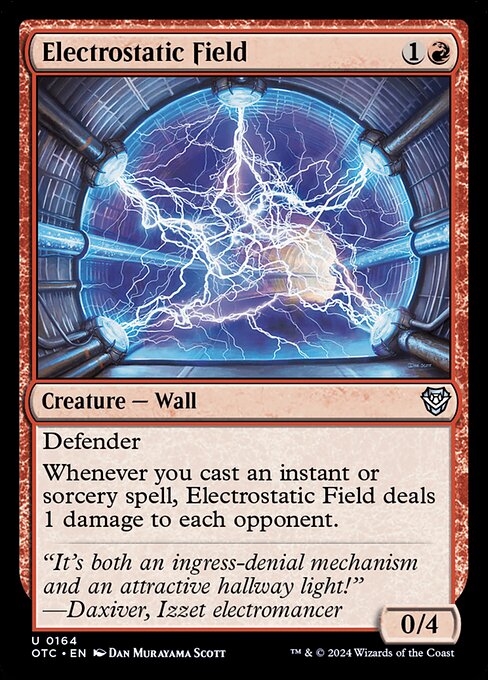 Electrostatic Field 1
Creature — Wall
Defender
Whenever you cast an instant or
sorcery spell, Electrostatic Field deals
1 damage to each opponent.
“It’s both an ingress-denial mechanism
and an attractive hallway light!”
—Daxiver, Izzet electromancer
0/4
U 0164
OTC • EN Dan Murayama Scott
™ & © 2024 Wizards of the Coast